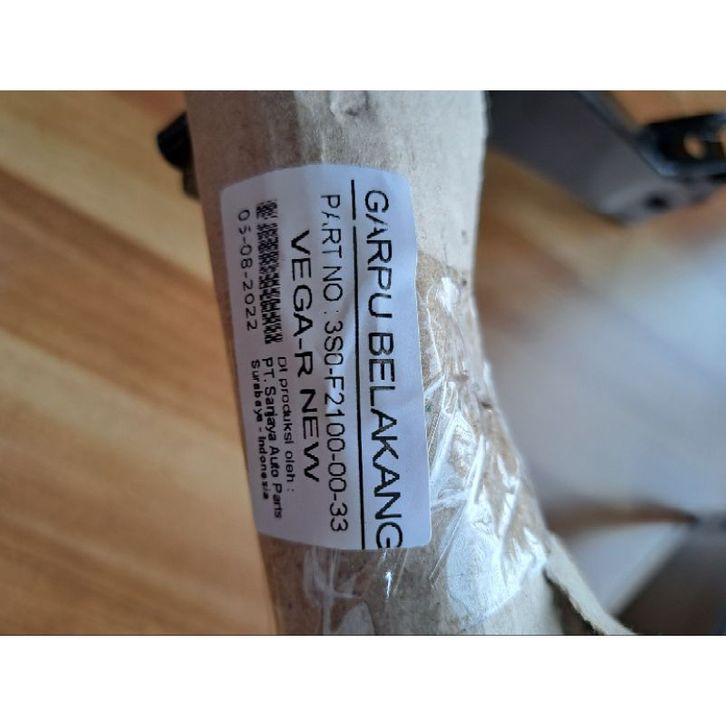 GARPU BELAKANG
PART NO : 3S0-F2100-00-33
VEGA-R NEW
Di produksi oleh :
PT. Sanjaya Auto Parts
Surabaya - Indonesia
05-08-2022